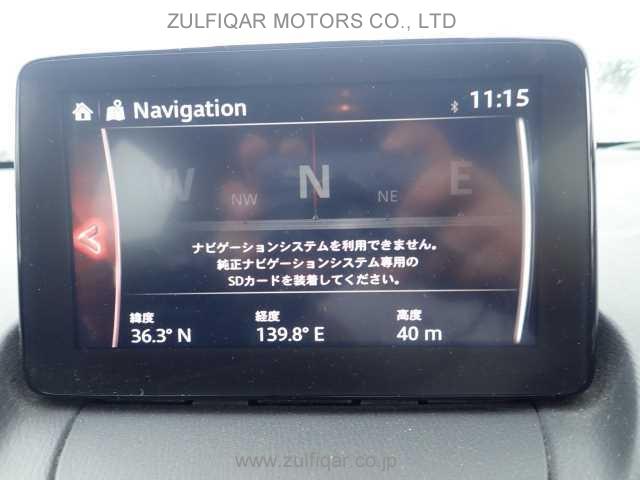 ZULFIQAR MOTORS CO., LTD
Navigation 11:15
W NW N NE E
ナビゲーションシステムを利用できません。
純正ナビゲーションシステム専用の
SDカードを装着してください。
緯度 経度 高度
36.3° N 139.8° E 40 m
www.zulfiqar.co.jp